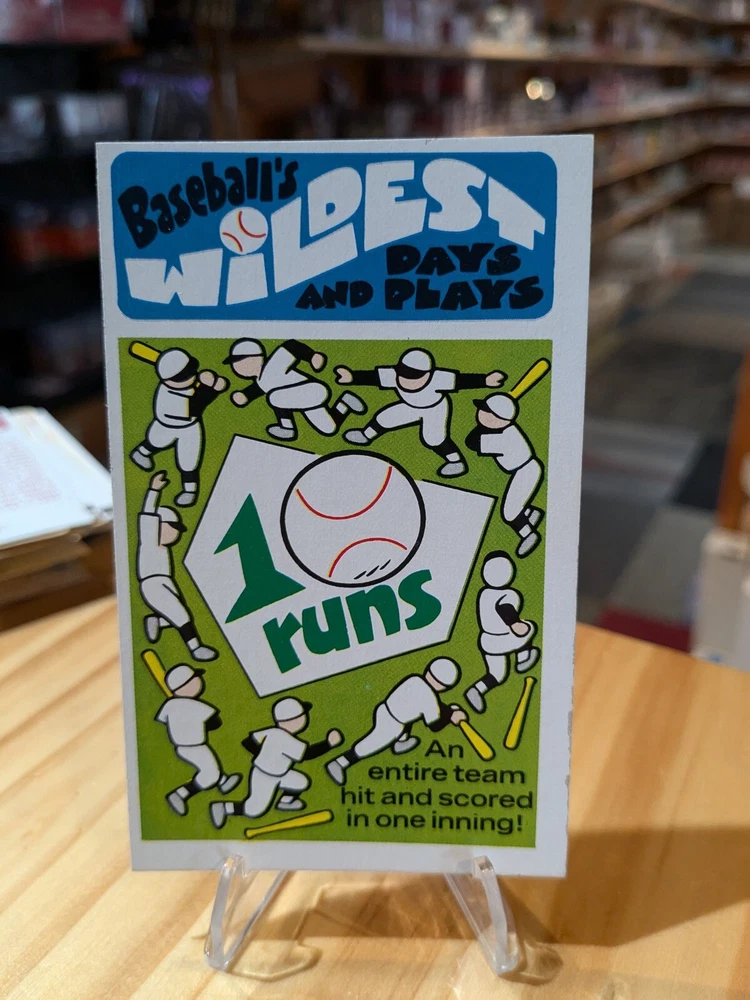 Baseball's
WiLDEST
DAYS
AND PLAYS
10
runs
An
entire team
hit and scored
in one inning!